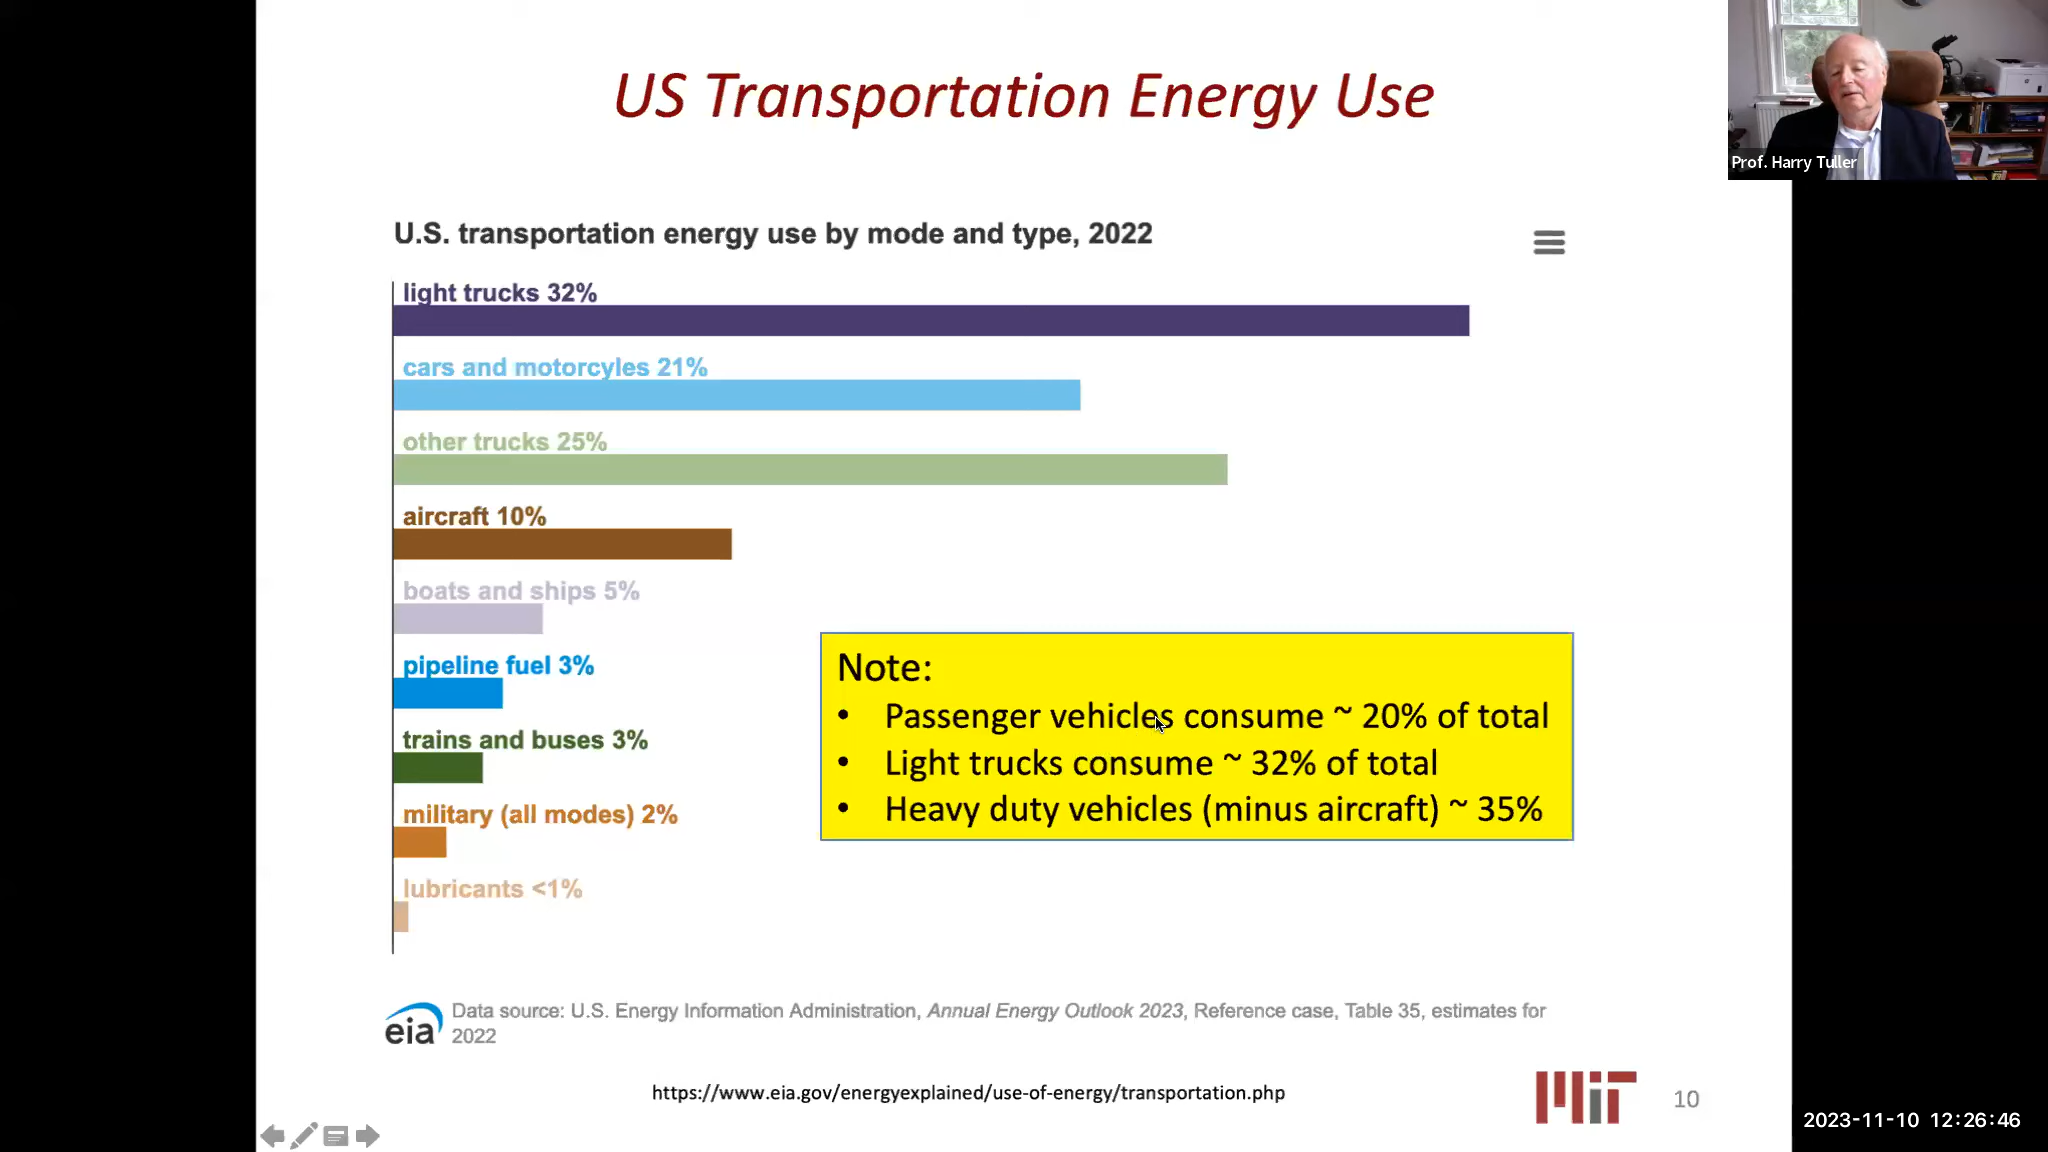 US Transportation Energy Use
Prof. Harry Tuller
U.S. transportation energy use by mode and type, 2022
light trucks 32%
cars and motorcyles 21%
other trucks 25%
aircraft 10%
boats and ships 5%
pipeline fuel 3%
trains and buses 3%
military (all modes) 2%
lubricants <1%
Note:
• Passenger vehicles consume ~ 20% of total
• Light trucks consume ~ 32% of total
• Heavy duty vehicles (minus aircraft) ~ 35%
eia
Data source: U.S. Energy Information Administration, Annual Energy Outlook 2023, Reference case, Table 35, estimates for
2022
https://www.eia.gov/energyexplained/use-of-energy/transportation.php
MIT
10
2023-11-10 12:26:46